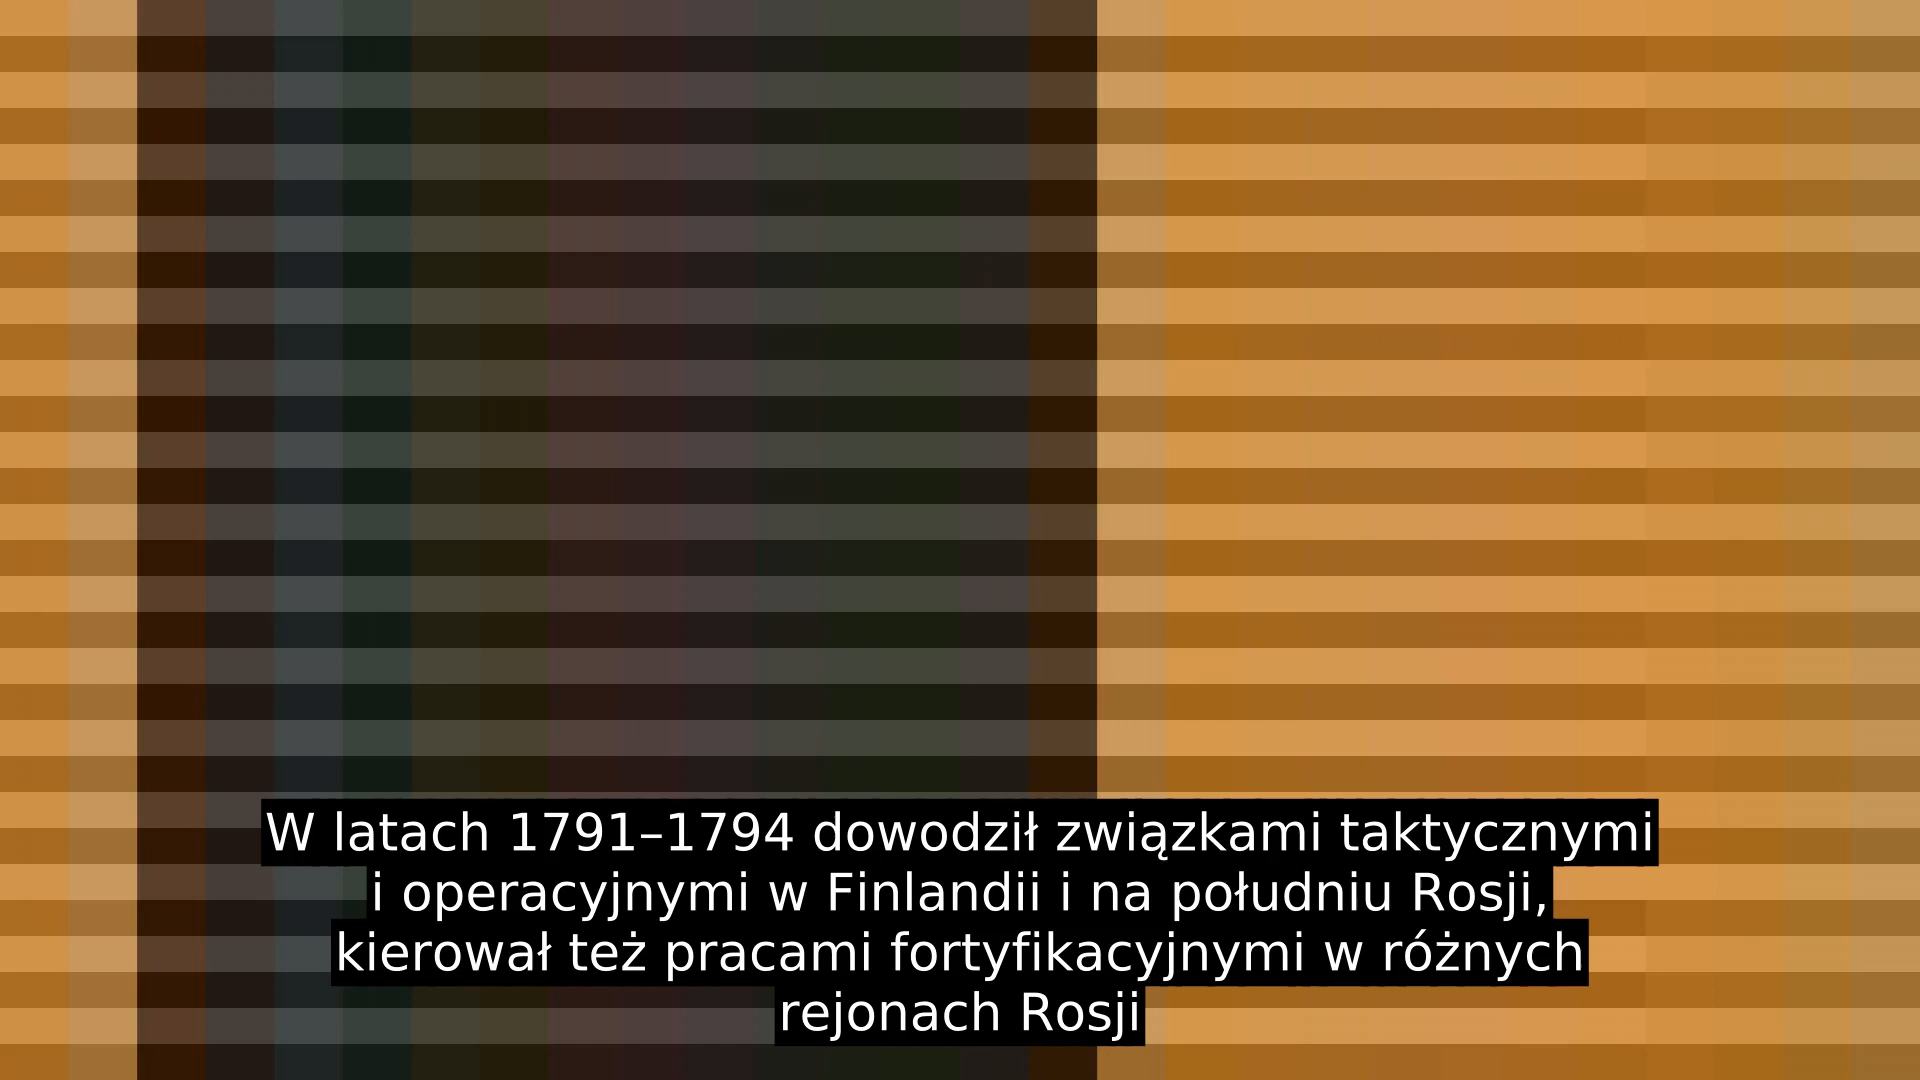 W latach 1791–1794 dowodził związkami taktycznymi
i operacyjnymi w Finlandii i na południu Rosji,
kierował też pracami fortyfikacyjnymi w różnych
rejonach Rosji